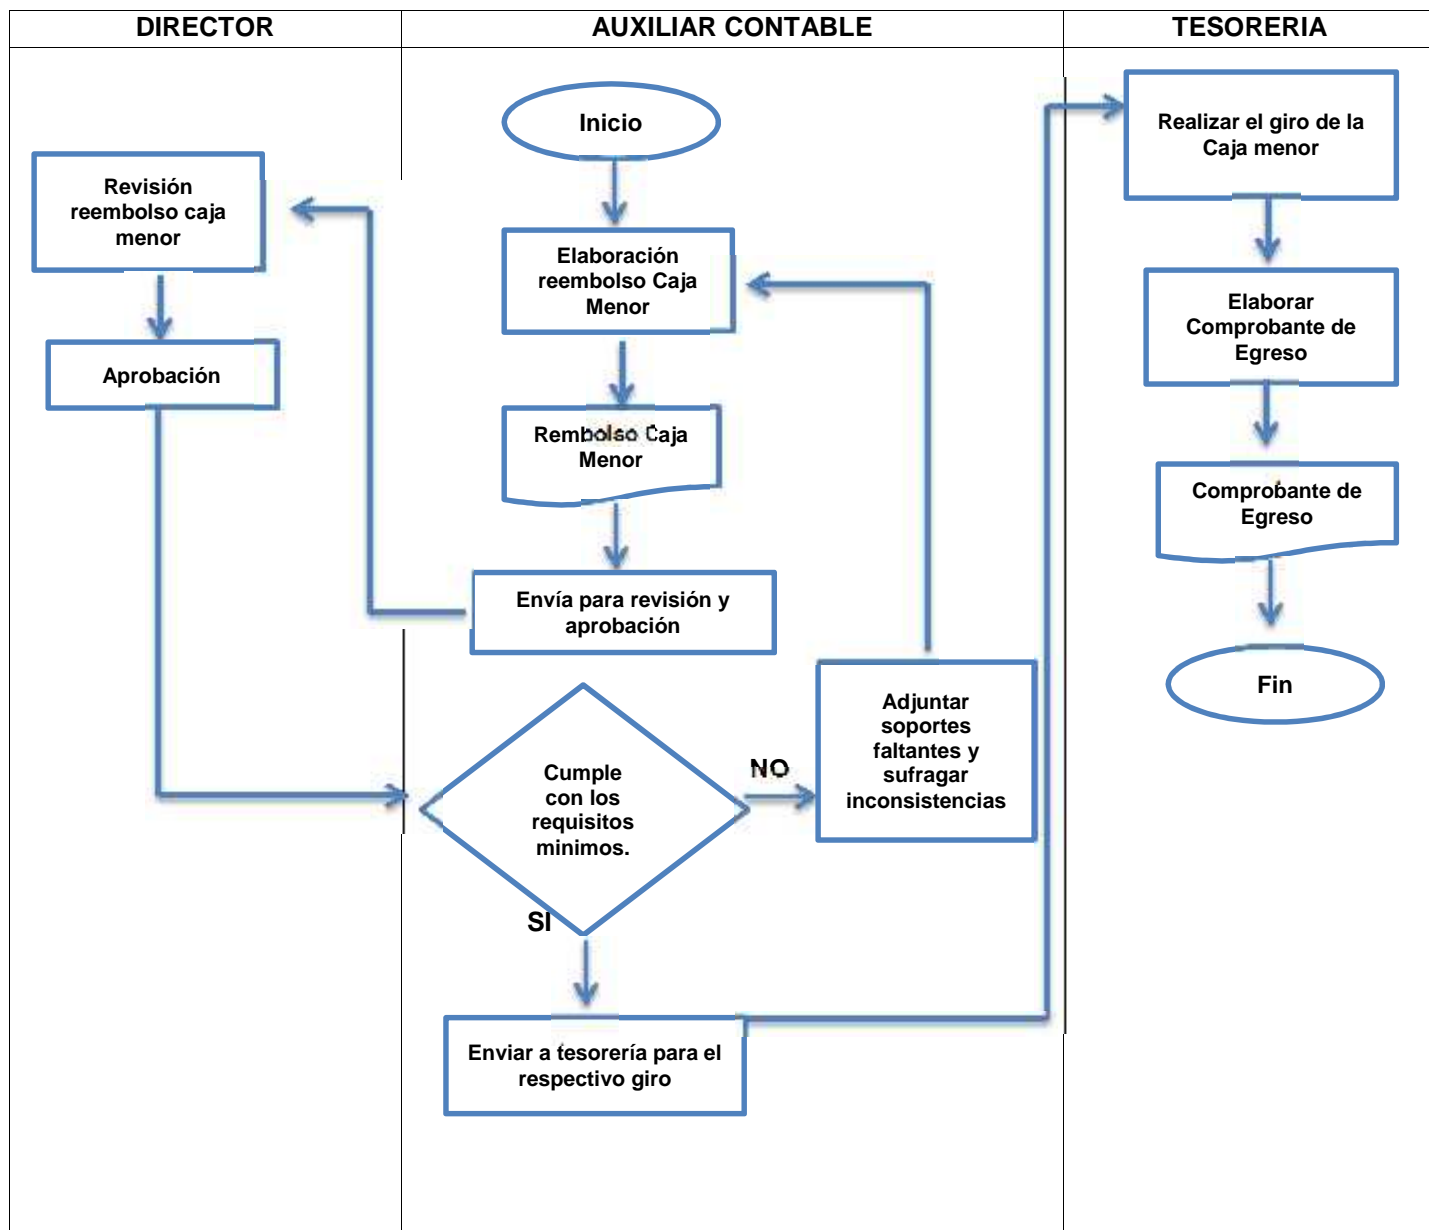 DIRECTOR
AUXILIAR CONTABLE
TESORERIA
Inicio
Realizar el giro de la
Caja menor
Revisión
reembolso caja
menor
Elaboración
reembolso Caja
Menor
Elaborar
Comprobante de
Egreso
Aprobación
Rembolso Caja
Menor
Comprobante de
Egreso
Envía para revisión y
aprobación
Fin
Adjuntar
soportes
faltantes y
sufragar
inconsistencias
NO
Cumple
con los
requisitos
minimos.
SI
Enviar a tesorería para el
respectivo giro